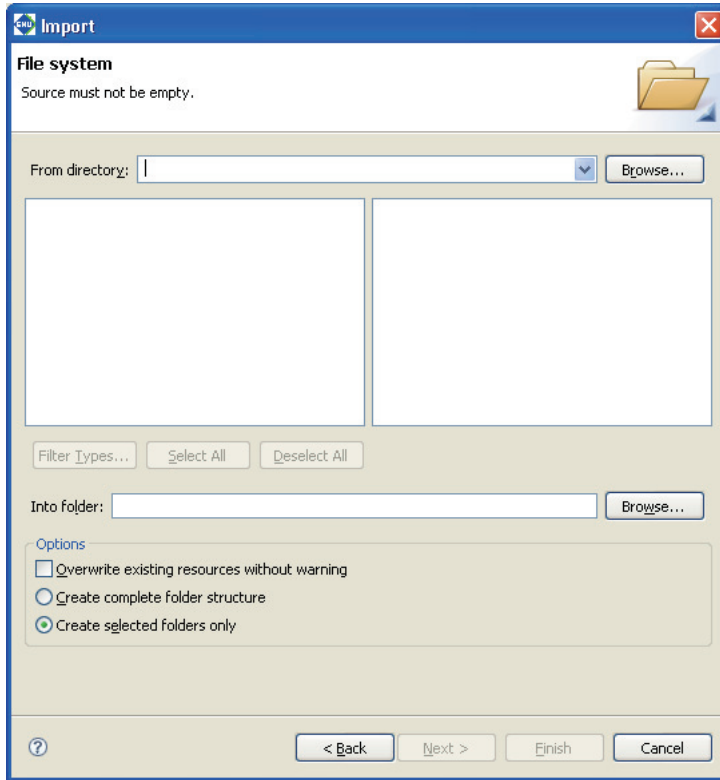 GNU Import
File system
Source must not be empty.
From directory: Browse...
Filter Types... Select All Deselect All
Into folder: Browse...
Options
Overwrite existing resources without warning
Create complete folder structure
Create selected folders only
? < Back Next > Finish Cancel